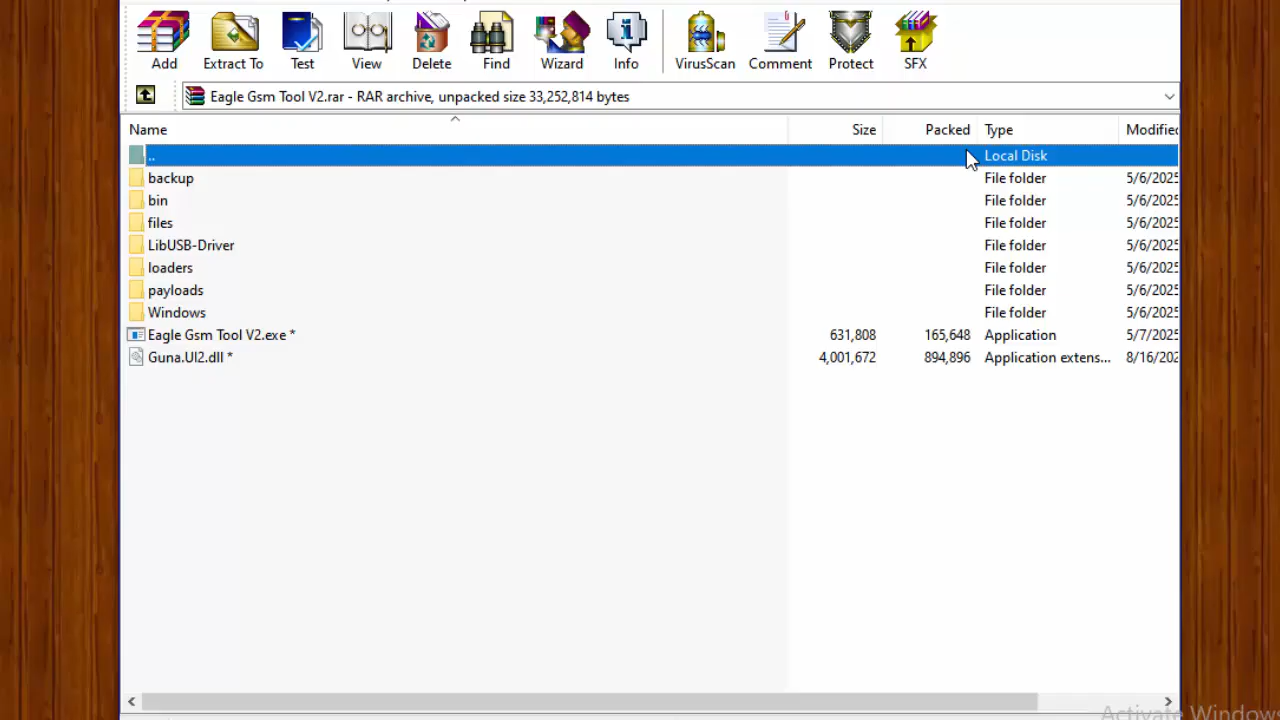 Add
Extract To
Test
View
Delete
Find
Wizard
Info
VirusScan
Comment
Protect
SFX
Eagle Gsm Tool V2.rar - RAR archive, unpacked size 33,252,814 bytes
Name Size Packed Type Modified
.. Local Disk
backup File folder 5/6/2025
bin File folder 5/6/2025
files File folder 5/6/2025
LibUSB-Driver File folder 5/6/2025
loaders File folder 5/6/2025
payloads File folder 5/6/2025
Windows File folder 5/6/2025
Eagle Gsm Tool V2.exe * 631,808 165,648 Application 5/7/2025
Guna.UI2.dll * 4,001,672 894,896 Application extens... 8/16/202
Activate Windows